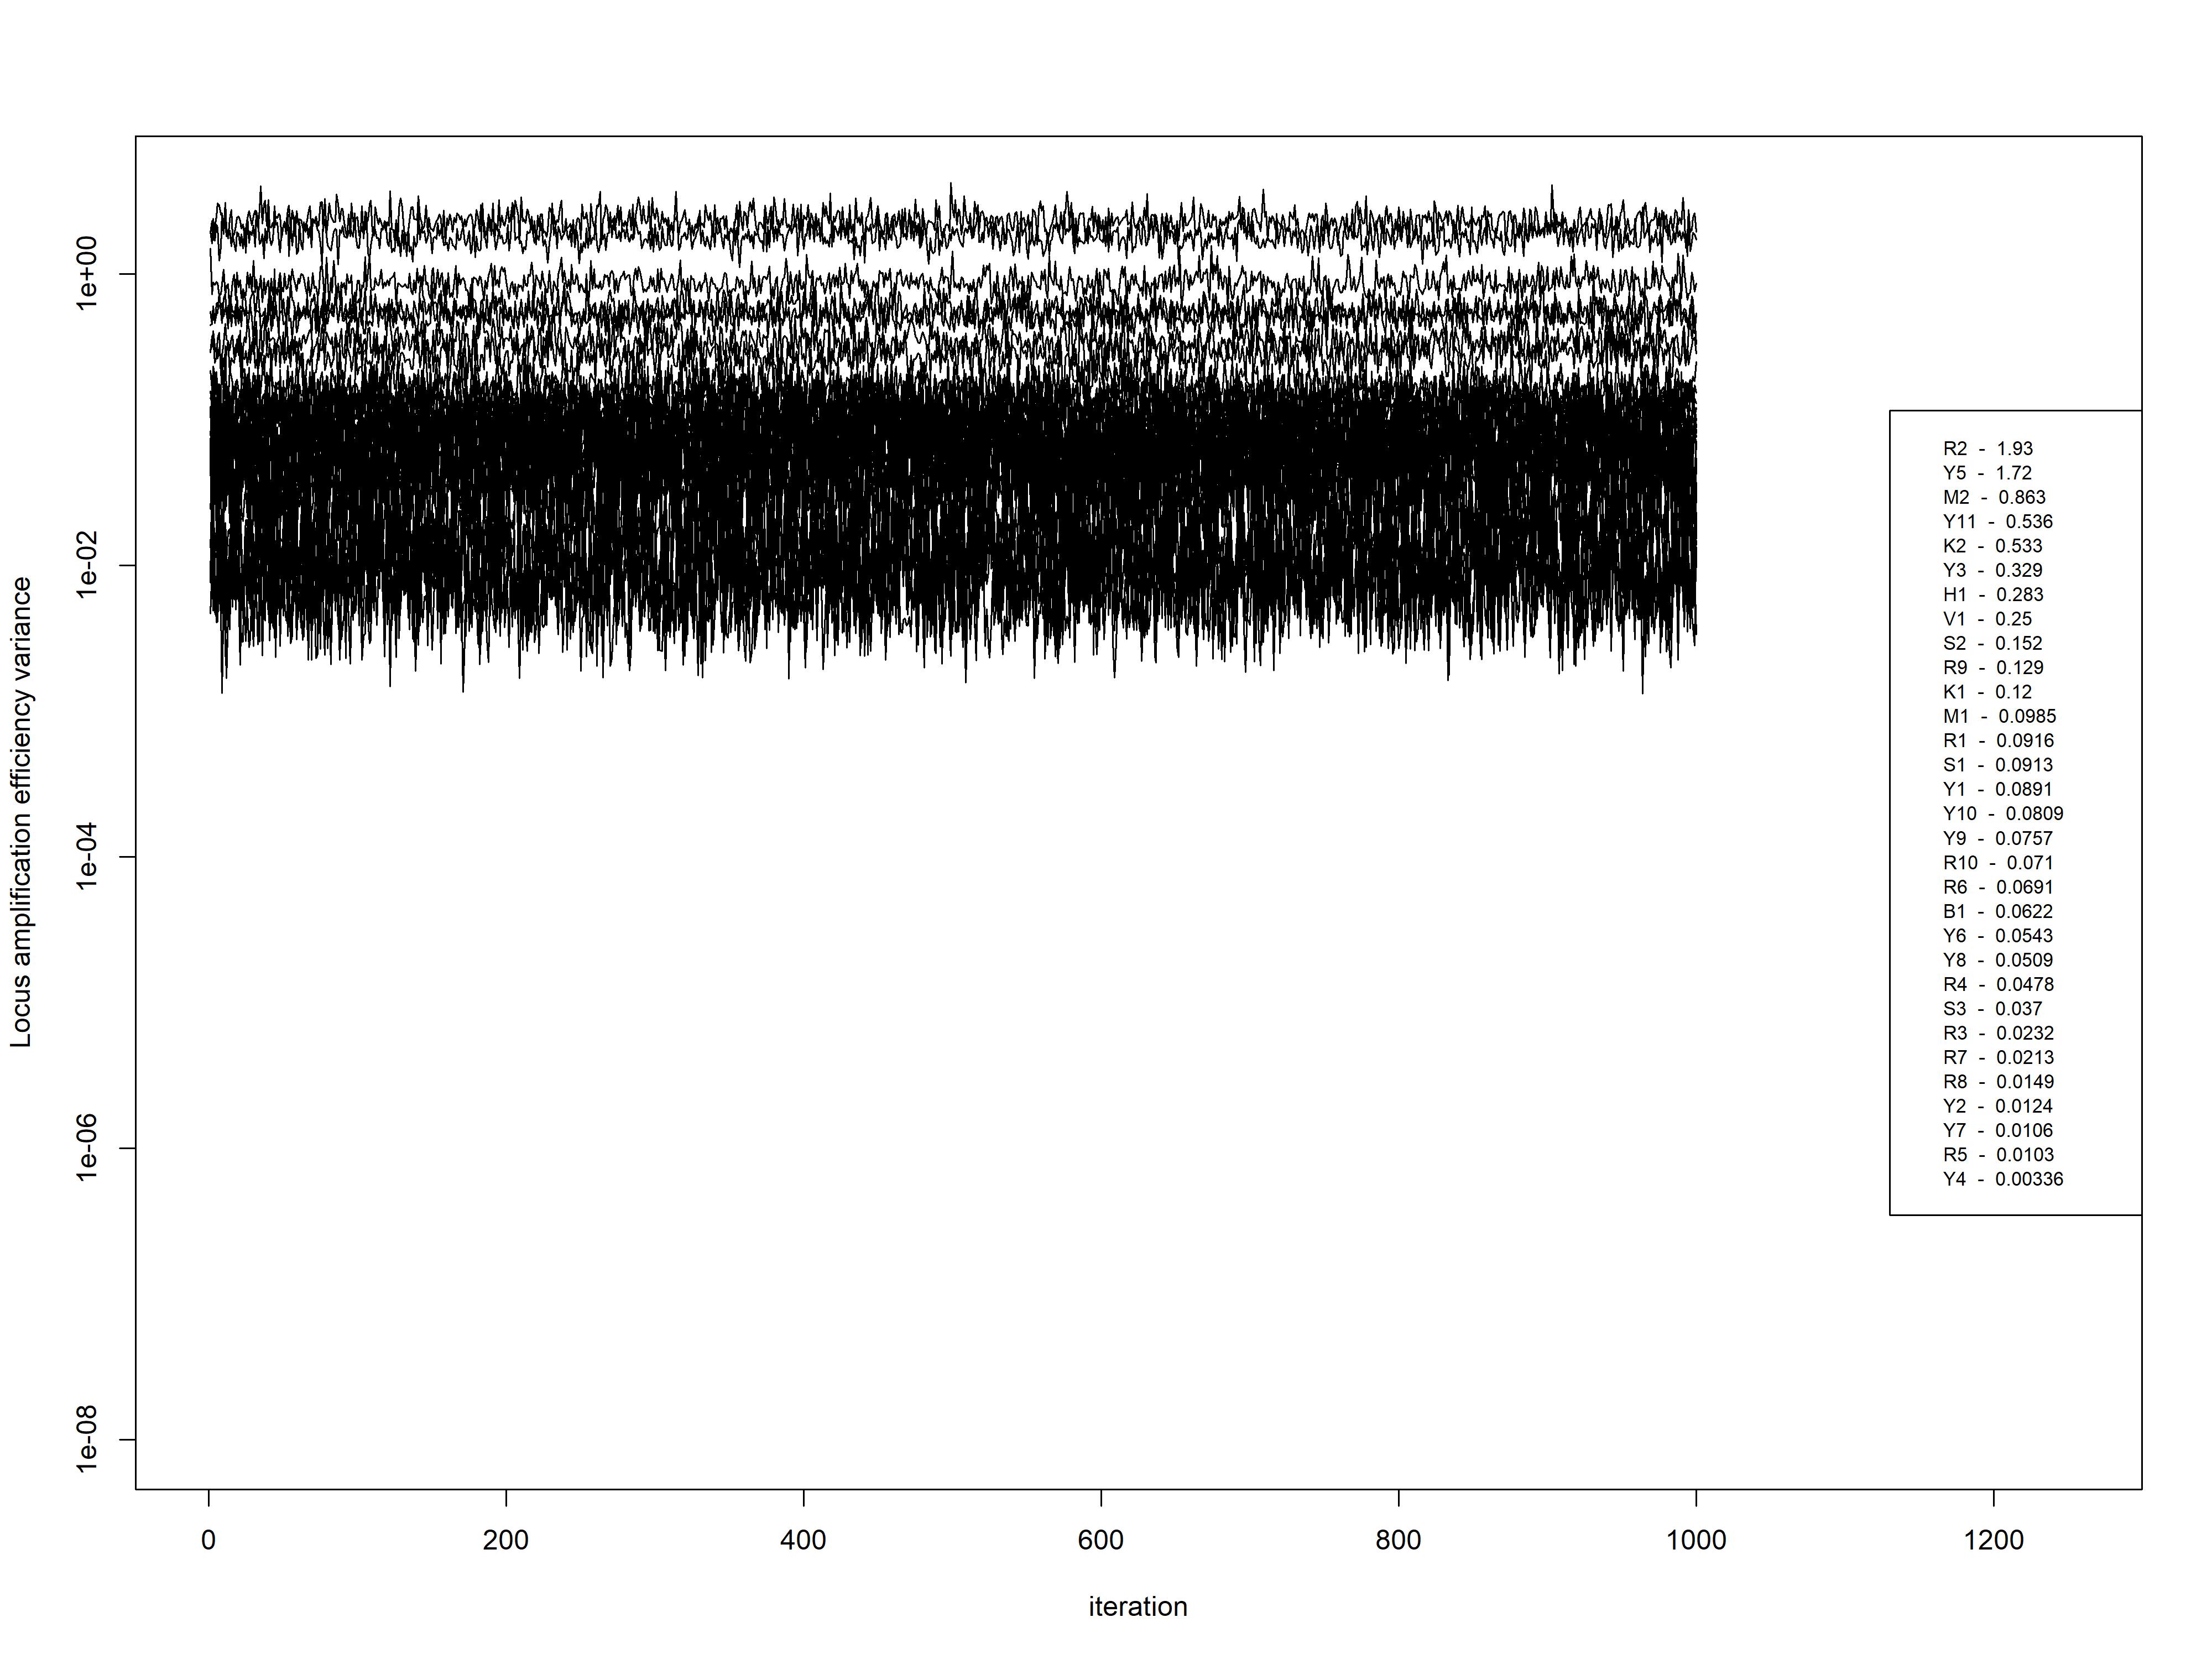 Locus amplification efficiency variance
1e+00
1e-02
1e-04
1e-06
1e-08
R2 - 1.93
Y5 - 1.72
M2 - 0.863
Y11 - 0.536
K2 - 0.533
Y3 - 0.329
H1 - 0.283
V1 - 0.25
S2 - 0.152
R9 - 0.129
K1 - 0.12
M1 - 0.0985
R1 - 0.0916
S1 - 0.0913
Y1 - 0.0891
Y10 - 0.0809
Y9 - 0.0757
R10 - 0.071
R6 - 0.0691
B1 - 0.0622
Y6 - 0.0543
Y8 - 0.0509
R4 - 0.0478
S3 - 0.037
R3 - 0.0232
R7 - 0.0213
R8 - 0.0149
Y2 - 0.0124
Y7 - 0.0106
R5 - 0.0103
Y4 - 0.00336
0 200 400 600 800 1000 1200
iteration